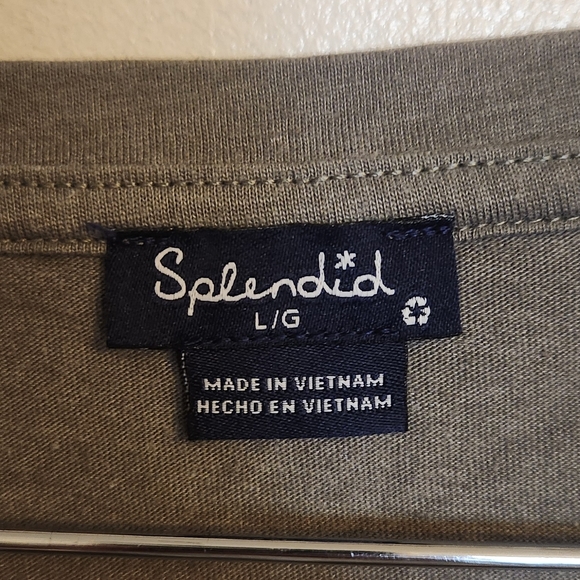 Splendid
L/G
MADE IN VIETNAM
HECHO EN VIETNAM